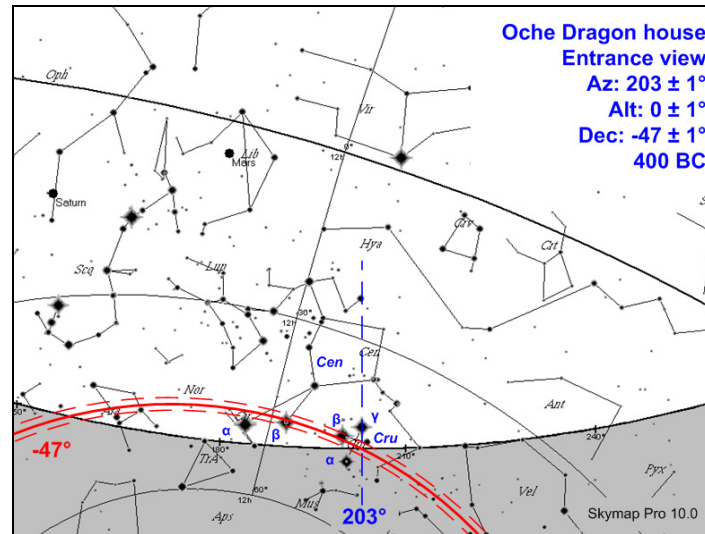 Oche Dragon house
Entrance view
Az: 203 ± 1°
Alt: 0 ± 1°
Dec: -47 ± 1°
400 BC
Oph
Vir
0°
12h
Lib
Mars
Saturn
Hya
Crv
Crt
Scq
Lup
-30°
12h
Cen
Cen
Nor
Ant
γ
β
β
α
Cru
α
-47°
TrA
180°
210°
240°
12h
-60°
Mus
Vel
Pyx
Aps
203°
Skymap Pro 10.0